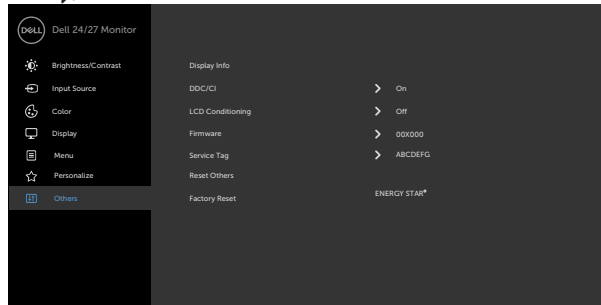 DELL Dell 24/27 Monitor
Brightness/Contrast Display Info
Input Source DDC/CI On
Color LCD Conditioning Off
Display Firmware 00X000
Menu Service Tag ABCDEFG
Personalize Reset Others
Others Factory Reset ENERGY STAR*